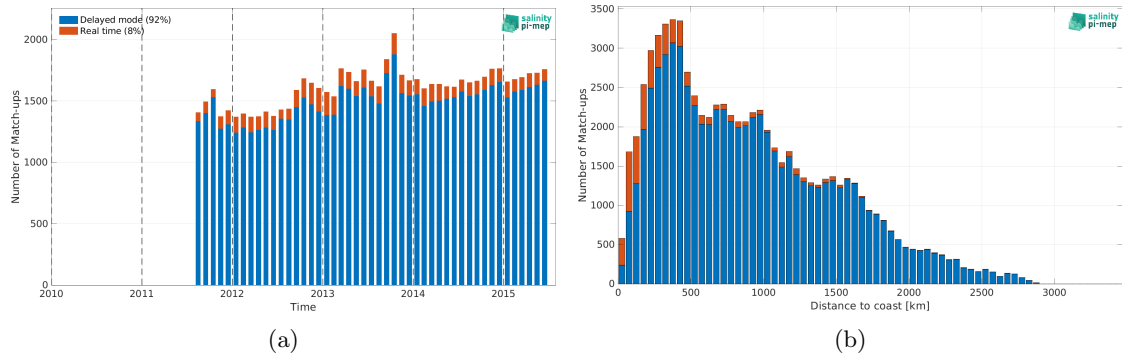 Delayed mode (92%)
Real time (8%)
salinity
pi-mep
Number of Match-ups
2000
1500
1000
500
0
2010
2011
2012
2013
2014
2015
Time
(a)
salinity
pi-mep
Number of Match-ups
3500
3000
2500
2000
1500
1000
500
0
0
500
1000
1500
2000
2500
3000
Distance to coast [km]
(b)